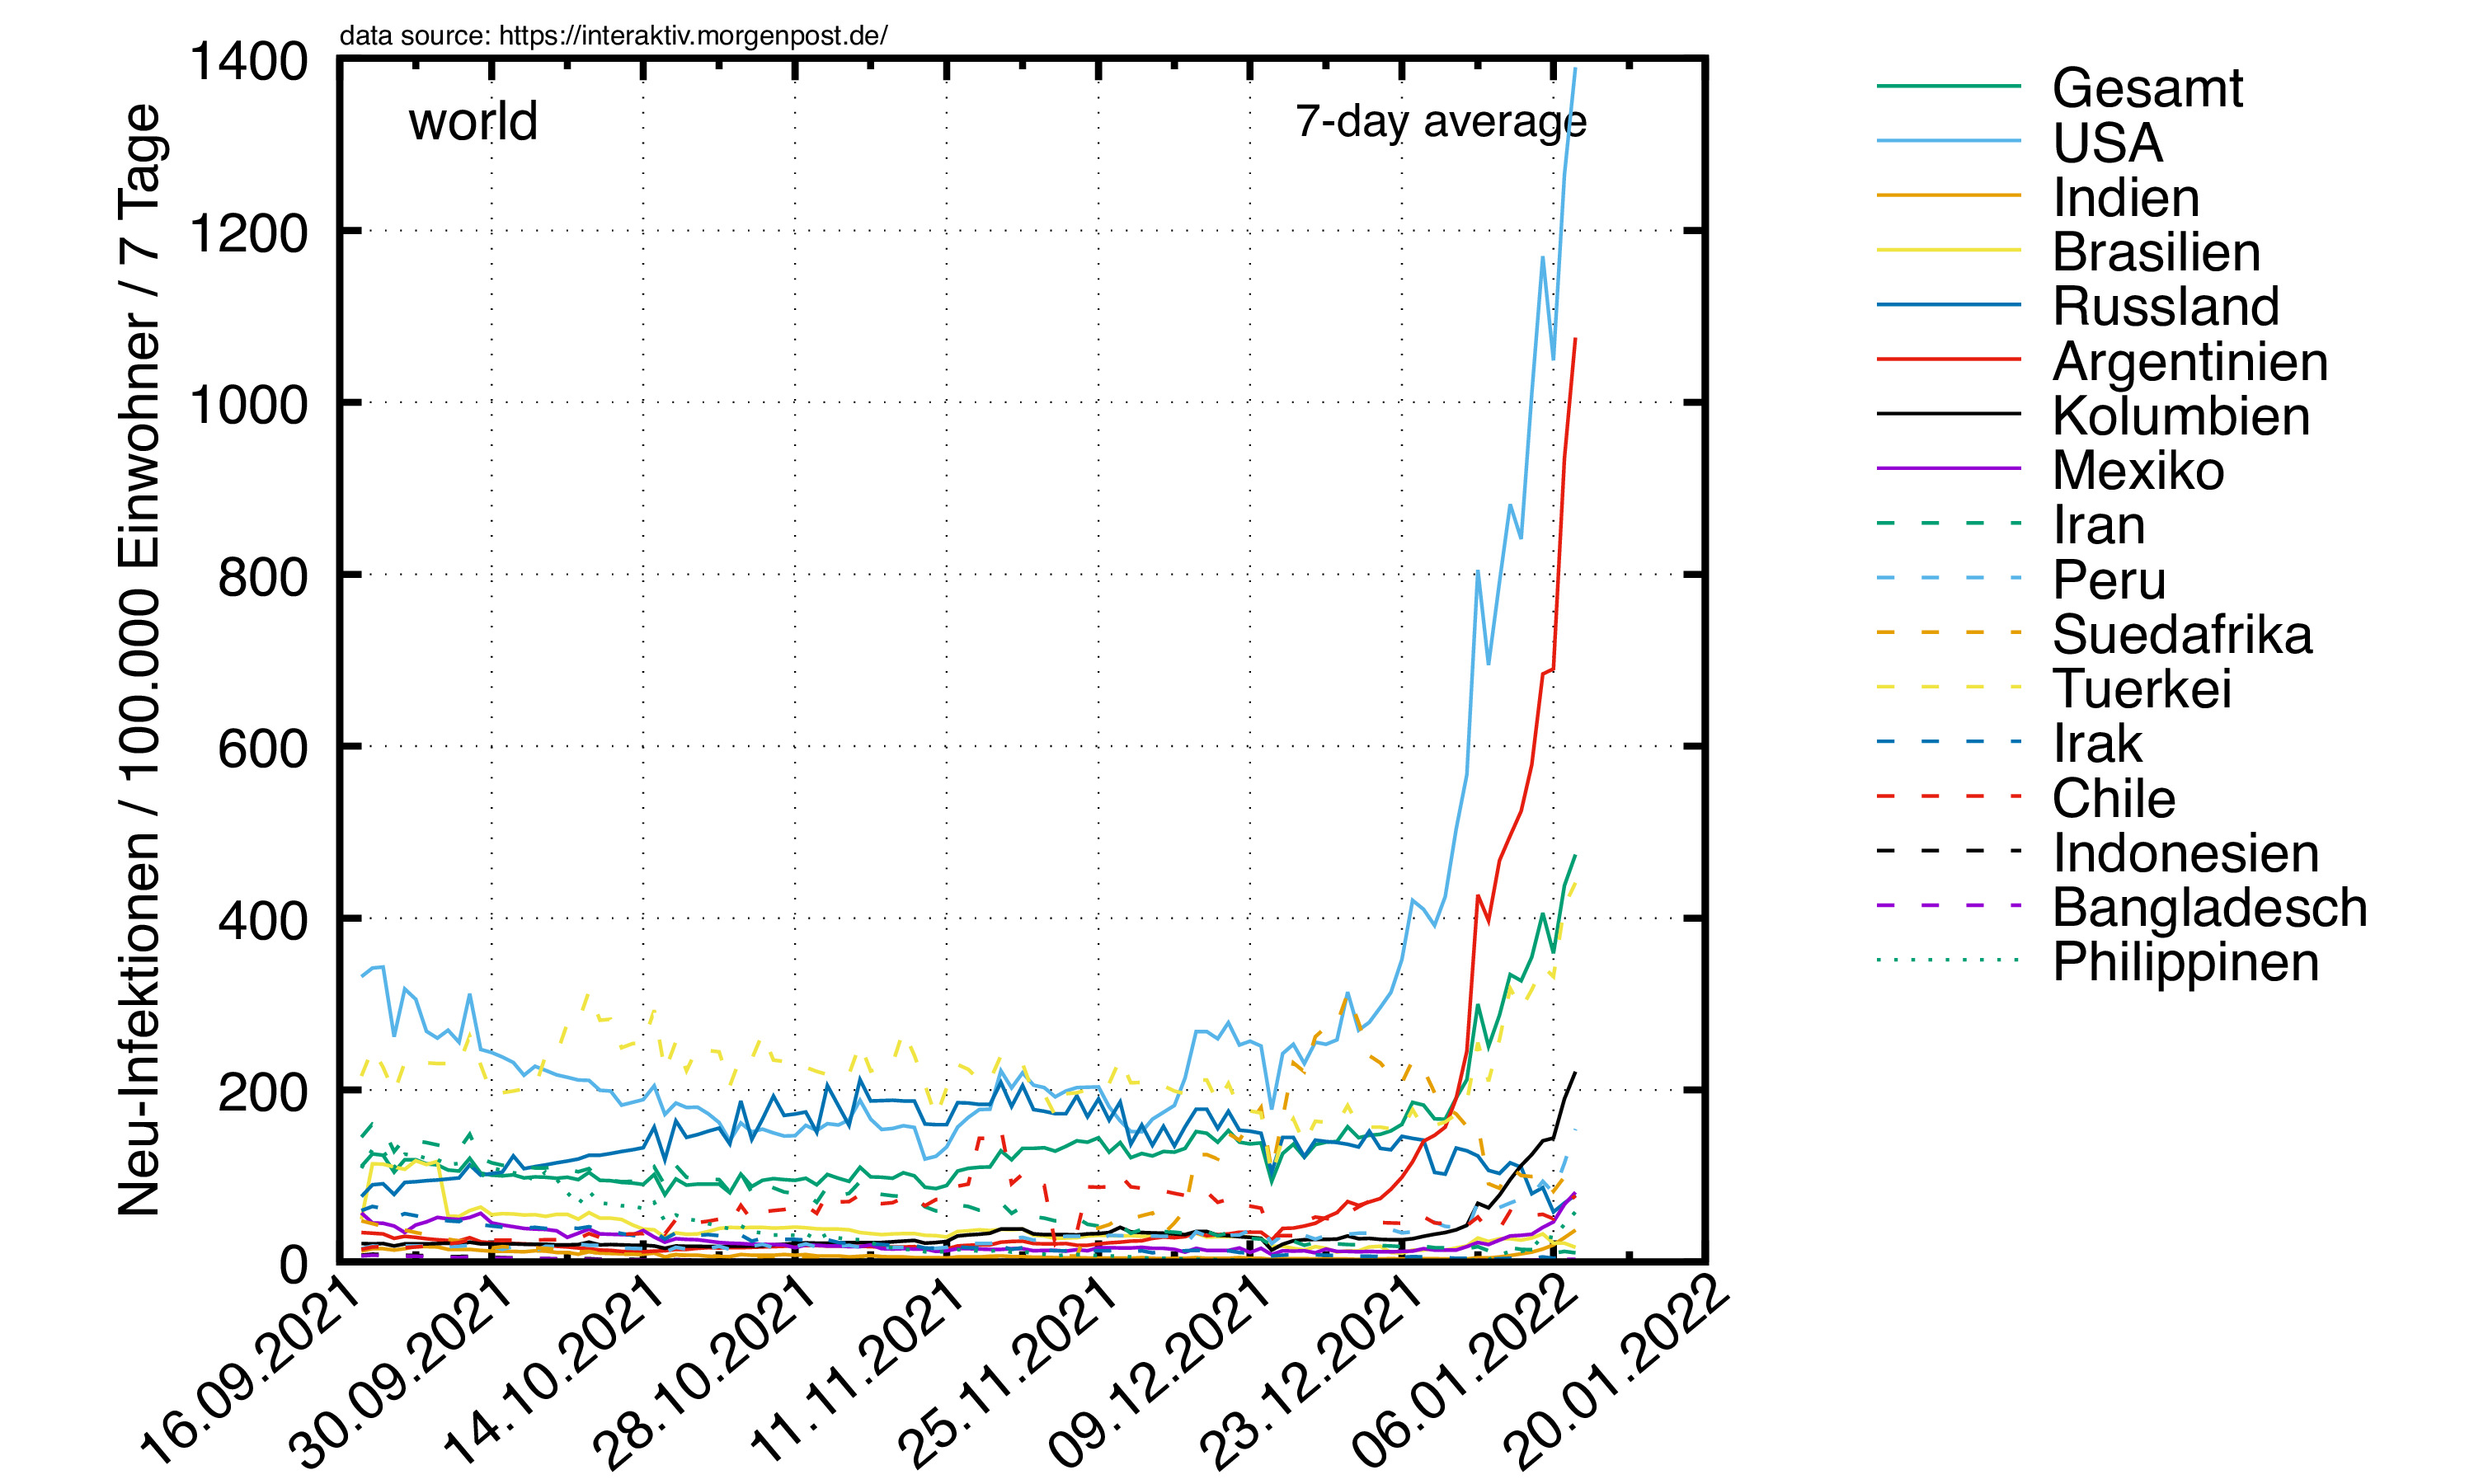 data source: https://interaktiv.morgenpost.de/
world
7-day average
Neu-Infektionen / 100.000 Einwohner / 7 Tage
1400
1200
1000
800
600
400
200
0
16.09.2021
30.09.2021
14.10.2021
28.10.2021
11.11.2021
25.11.2021
09.12.2021
23.12.2021
06.01.2022
20.01.2022
Gesamt
USA
Indien
Brasilien
Russland
Argentinien
Kolumbien
Mexiko
Iran
Peru
Suedafrika
Tuerkei
Irak
Chile
Indonesien
Bangladesch
Philippinen